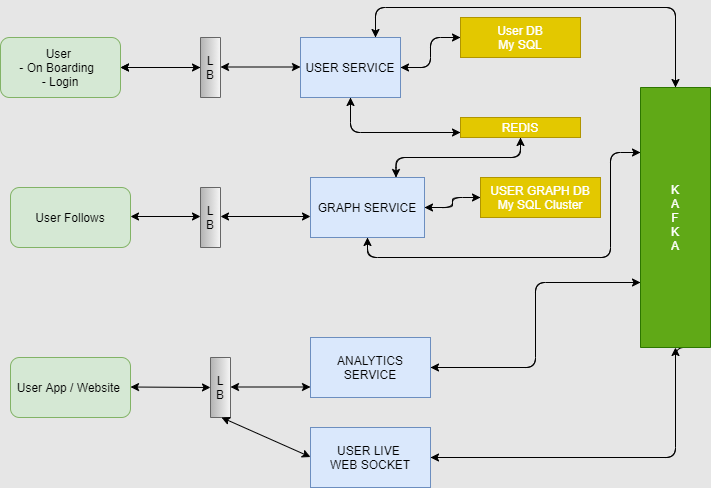 User
- On Boarding
- Login
L
B
USER SERVICE
User DB
My SQL
REDIS
User Follows
L
B
GRAPH SERVICE
USER GRAPH DB
My SQL Cluster
K
A
F
K
A
User App / Website
L
B
ANALYTICS
SERVICE
USER LIVE
WEB SOCKET